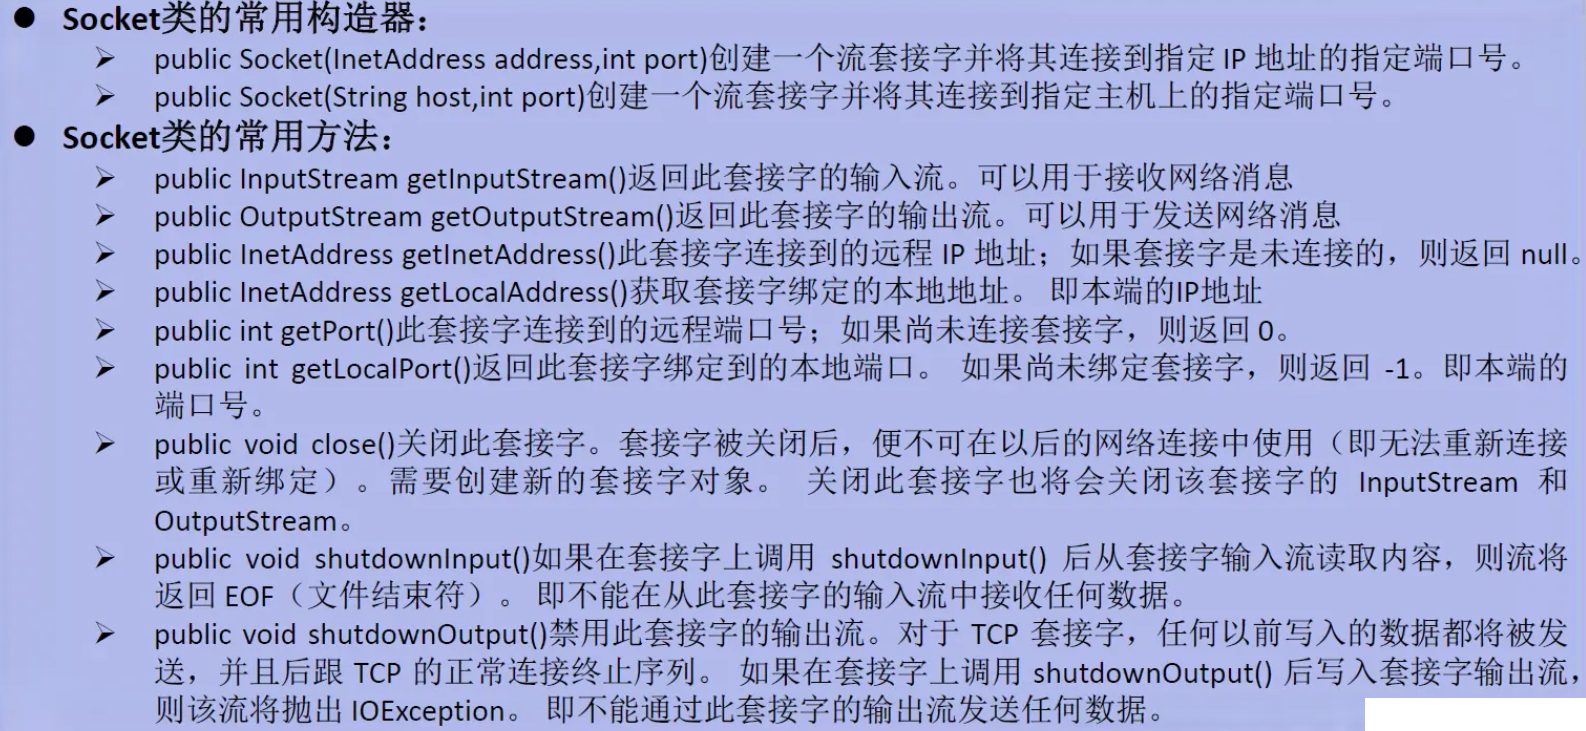 ● Socket类的常用构造器：
➢ public Socket(InetAddress address,int port)创建一个流套接字并将其连接到指定 IP 地址的指定端口号。
➢ public Socket(String host,int port)创建一个流套接字并将其连接到指定主机上的指定端口号。
● Socket类的常用方法：
➢ public InputStream getInputStream()返回此套接字的输入流。可以用于接收网络消息
➢ public OutputStream getOutputStream()返回此套接字的输出流。可以用于发送网络消息
➢ public InetAddress getInetAddress()此套接字连接到的远程 IP 地址；如果套接字是未连接的，则返回 null。
➢ public InetAddress getLocalAddress()获取套接字绑定的本地地址。 即本端的IP地址
➢ public int getPort()此套接字连接到的远程端口号；如果尚未连接套接字，则返回 0。
➢ public int getLocalPort()返回此套接字绑定到的本地端口。 如果尚未绑定套接字，则返回 -1。即本端的
端口号。
➢ public void close()关闭此套接字。套接字被关闭后，便不可在以后的网络连接中使用（即无法重新连接
或重新绑定）。需要创建新的套接字对象。 关闭此套接字也将会关闭该套接字的 InputStream 和
OutputStream。
➢ public void shutdownInput()如果在套接字上调用 shutdownInput() 后从套接字输入流读取内容，则流将
返回 EOF（文件结束符）。 即不能在从此套接字的输入流中接收任何数据。
➢ public void shutdownOutput()禁用此套接字的输出流。对于 TCP 套接字，任何以前写入的数据都将被发
送，并且后跟 TCP 的正常连接终止序列。 如果在套接字上调用 shutdownOutput() 后写入套接字输出流，
则该流将抛出 IOException。 即不能通过此套接字的输出流发送任何数据。